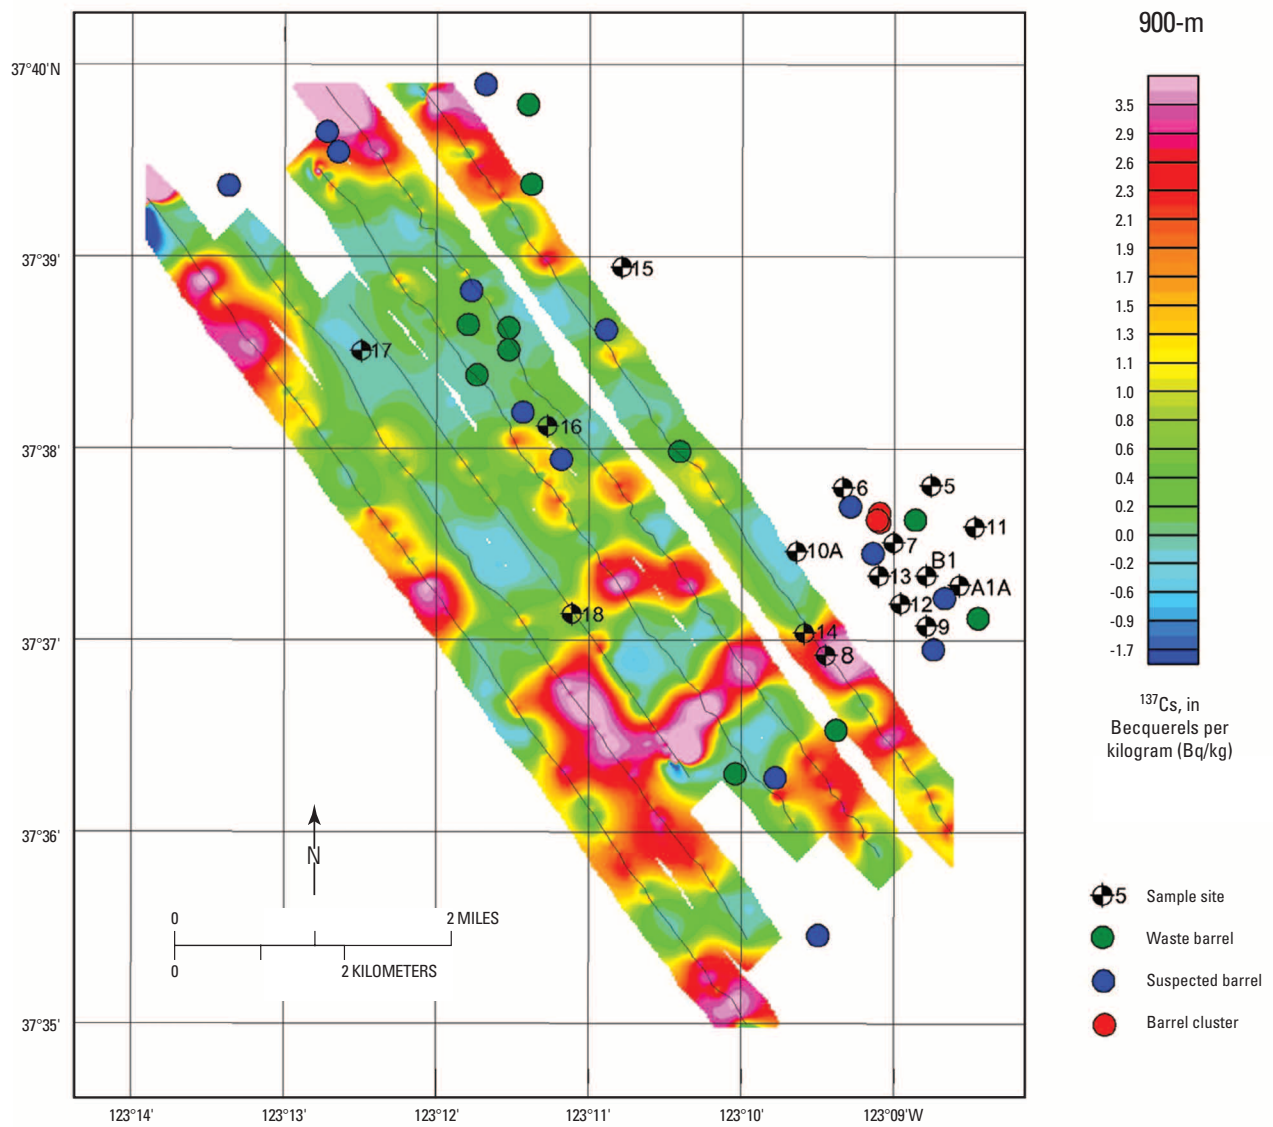 900-m
37°40'N
37°39'
37°38'
37°37'
37°36'
37°35'
123°14'
123°13'
123°12'
123°11'
123°10'
123°09'W
15
17
16
6
5
11
10A
7
B1
13
A1A
12
18
14
9
8
N
0
2 MILES
0
2 KILOMETERS
3.5
2.9
2.6
2.3
2.1
1.9
1.7
1.5
1.3
1.1
1.0
0.8
0.6
0.4
0.2
0.0
-0.2
-0.6
-0.9
-1.7
¹³⁷Cs, in
Becquerels per
kilogram (Bq/kg)
5 Sample site
Waste barrel
Suspected barrel
Barrel cluster